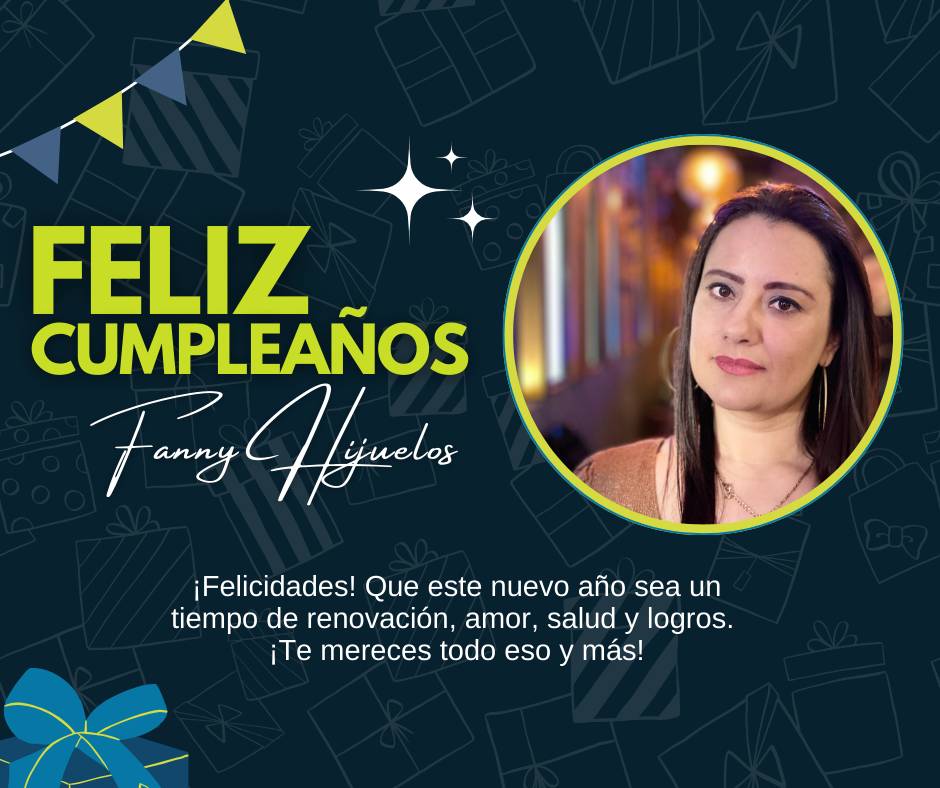 FELIZ
CUMPLEAÑOS
Fanny Hijuelos
¡Felicidades! Que este nuevo año sea un
tiempo de renovación, amor, salud y logros.
¡Te mereces todo eso y más!